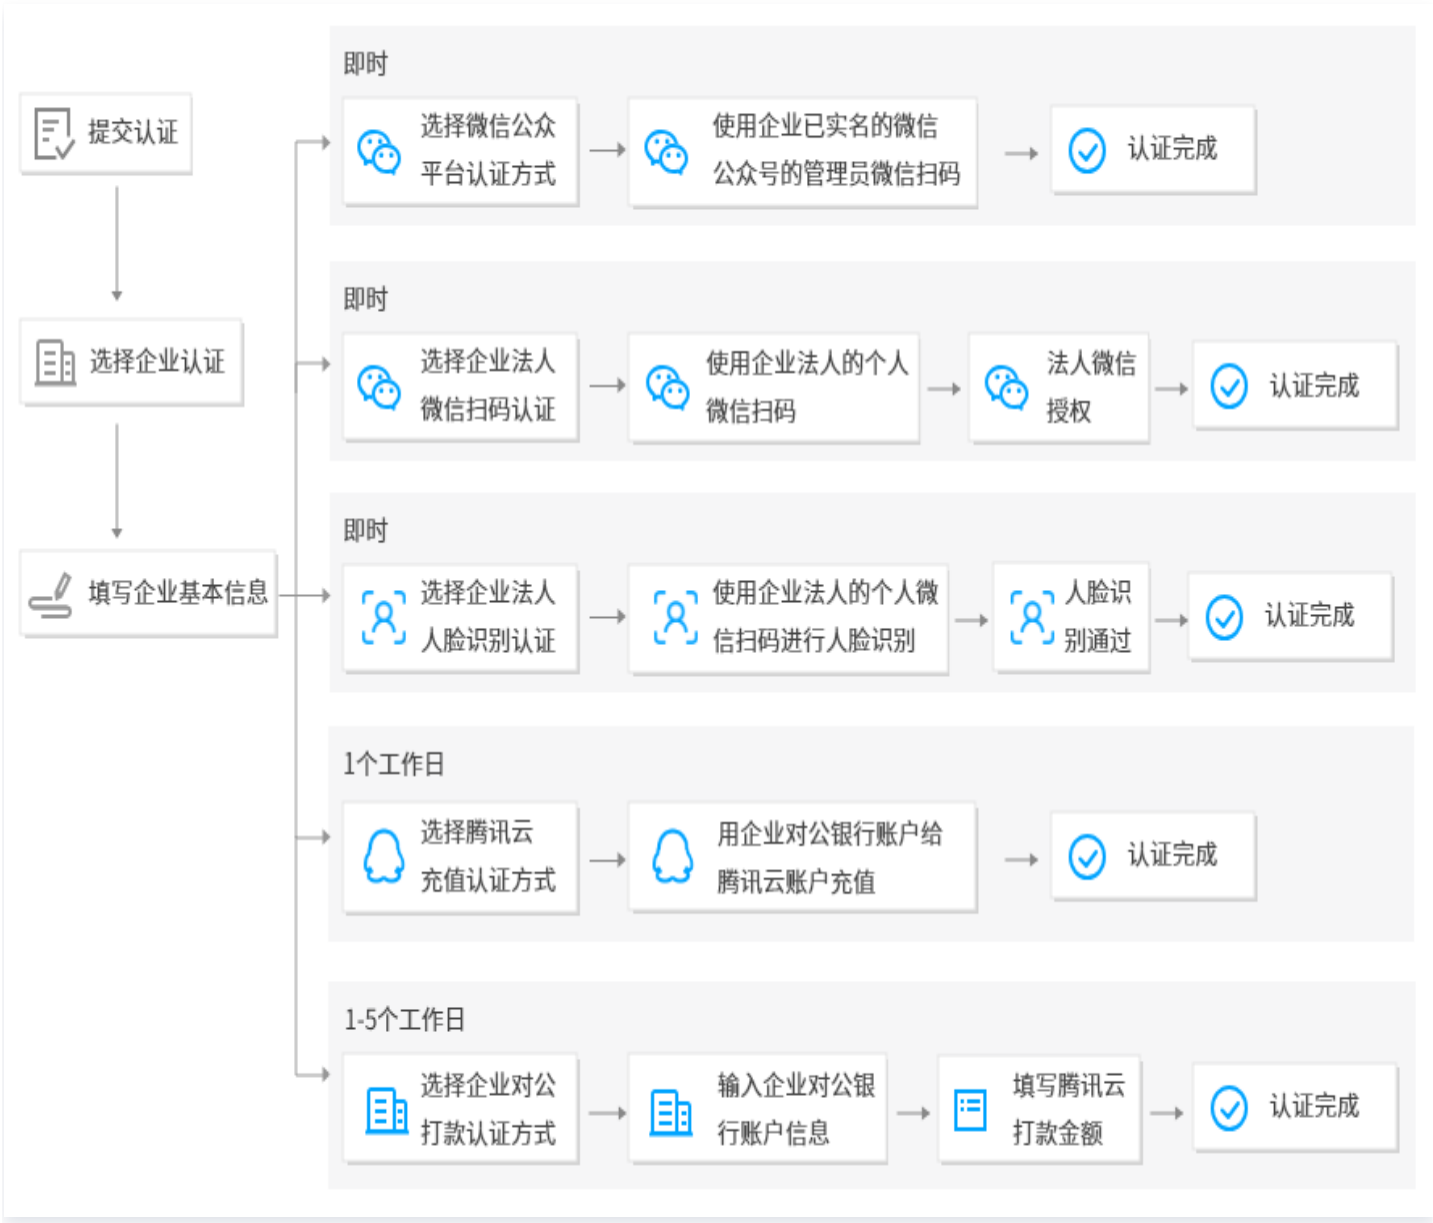 提交认证
选择企业认证
填写企业基本信息
即时
选择微信公众
平台认证方式
使用企业已实名的微信
公众号的管理员微信扫码
认证完成
即时
选择企业法人
微信扫码认证
使用企业法人的个人
微信扫码
法人微信
授权
认证完成
即时
选择企业法人
人脸识别认证
使用企业法人的个人微
信扫码进行人脸识别
人脸识
别通过
认证完成
1个工作日
选择腾讯云
充值认证方式
用企业对公银行账户给
腾讯云账户充值
认证完成
1-5个工作日
选择企业对公
打款认证方式
输入企业对公银
行账户信息
填写腾讯云
打款金额
认证完成